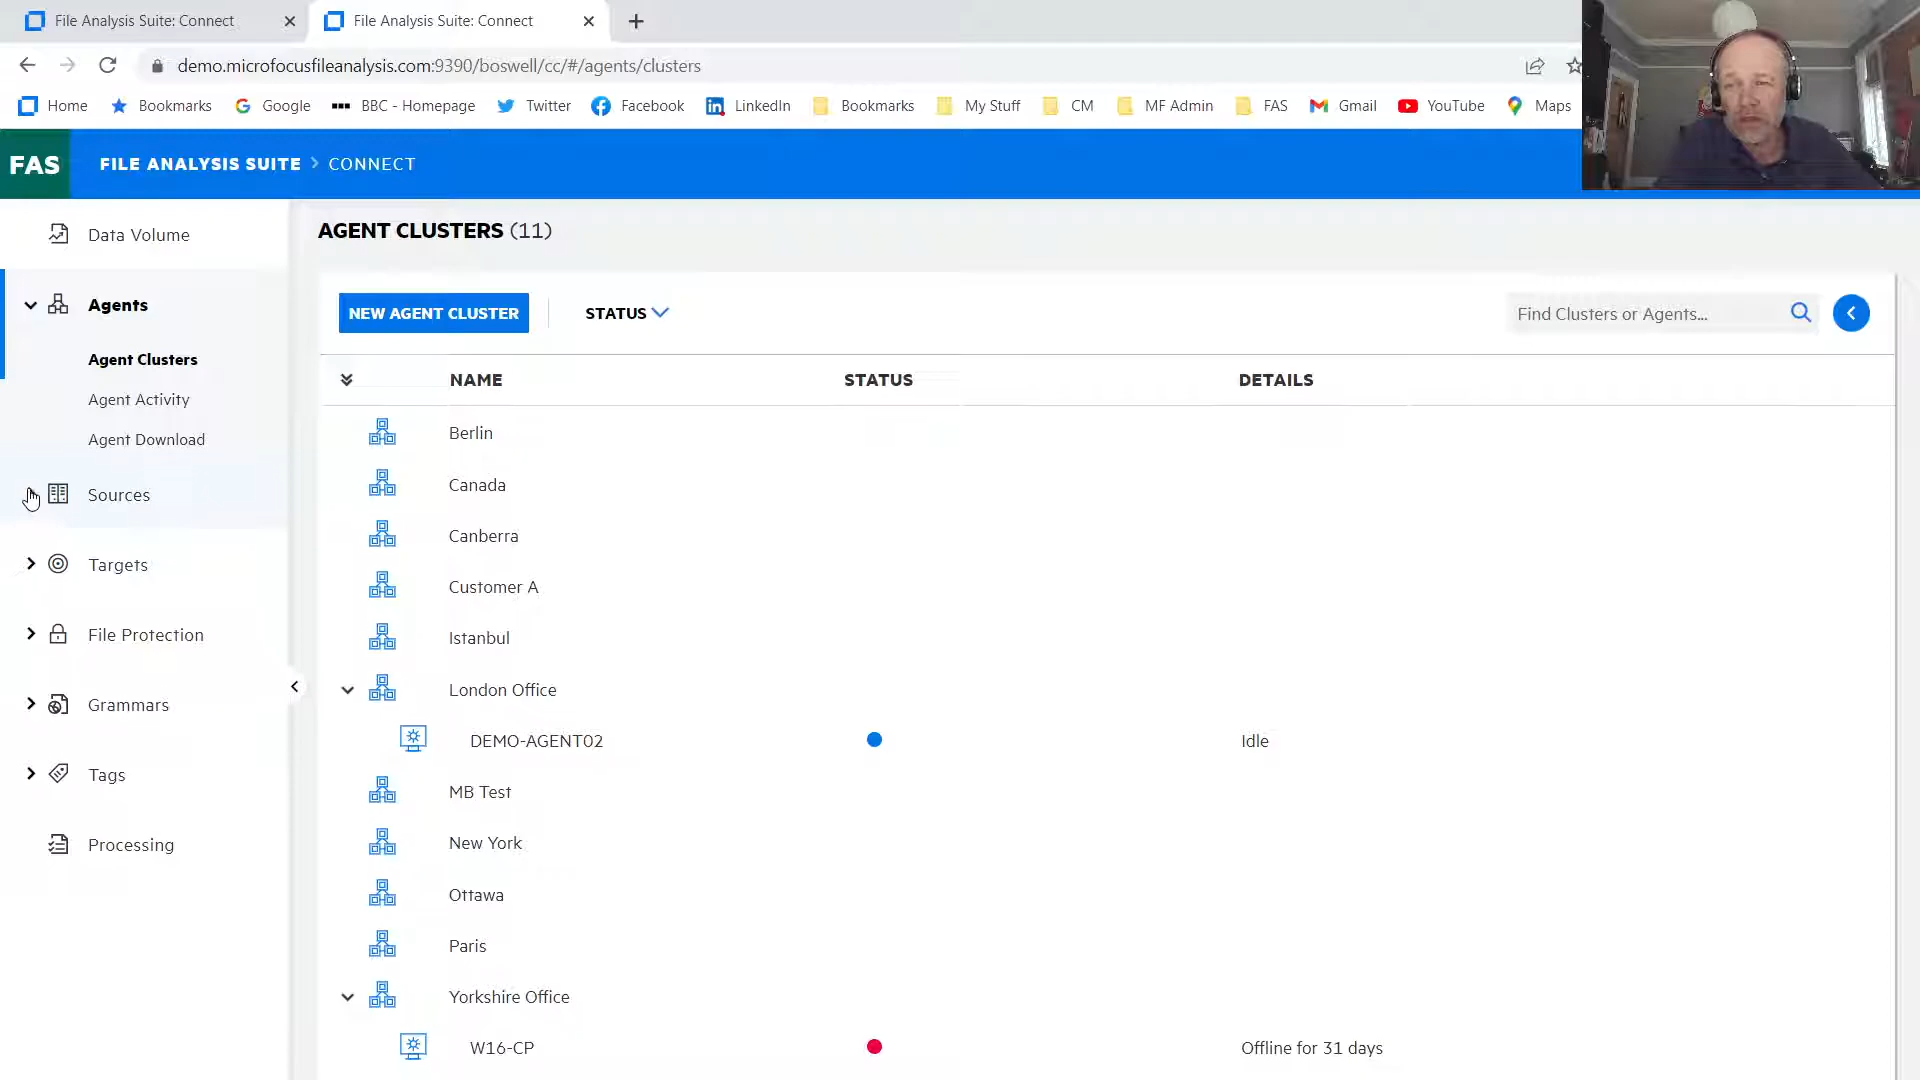 File Analysis Suite: Connect
File Analysis Suite: Connect
demo.microfocusfileanalysis.com:9390/boswell/cc/#/agents/clusters
Home
Bookmarks
Google
BBC - Homepage
Twitter
Facebook
LinkedIn
Bookmarks
My Stuff
CM
MF Admin
FAS
Gmail
YouTube
Maps
FAS
FILE ANALYSIS SUITE > CONNECT
Data Volume
Agents
Agent Clusters
Agent Activity
Agent Download
Sources
Targets
File Protection
Grammars
Tags
Processing
AGENT CLUSTERS (11)
NEW AGENT CLUSTER
STATUS
Find Clusters or Agents...
NAME STATUS DETAILS
Berlin
Canada
Canberra
Customer A
Istanbul
London Office
DEMO-AGENT02 Idle
MB Test
New York
Ottawa
Paris
Yorkshire Office
W16-CP Offline for 31 days